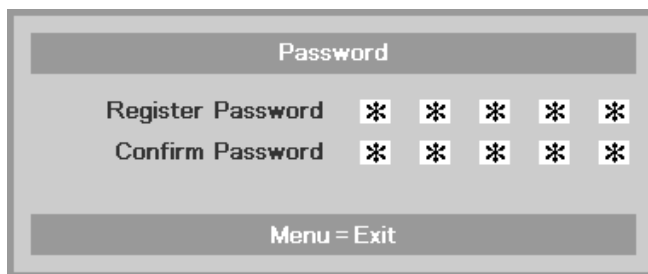 Password
Register Password * * * * *
Confirm Password * * * * *
Menu = Exit